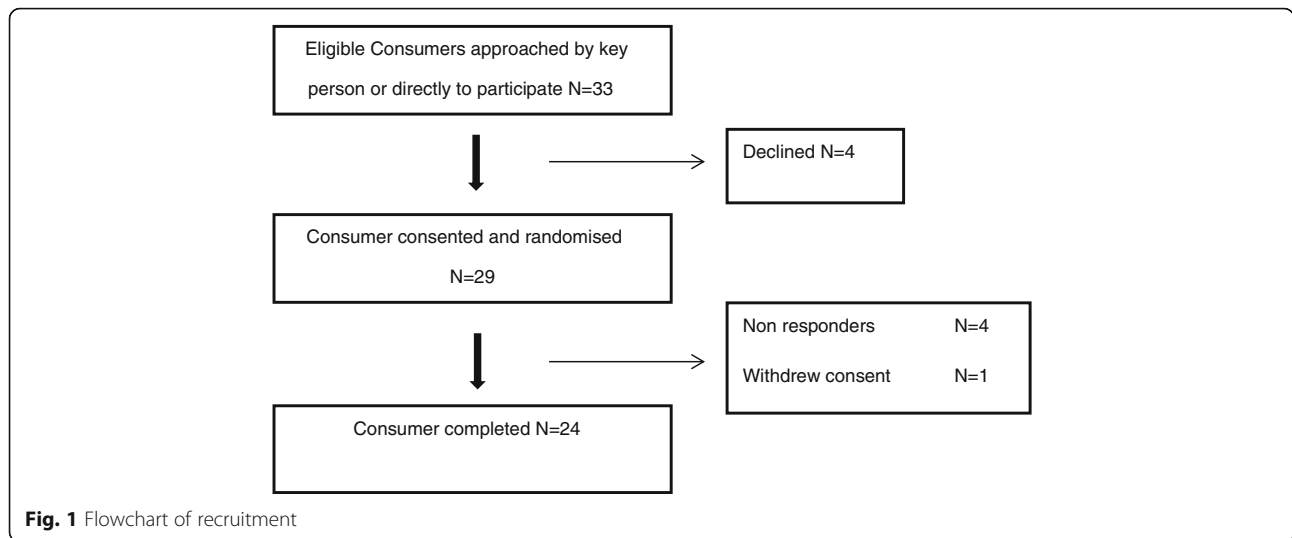 Eligible Consumers approached by key
person or directly to participate N=33
Declined N=4
Consumer consented and randomised
N=29
Non responders N=4
Withdrew consent N=1
Consumer completed N=24
Fig. 1 Flowchart of recruitment